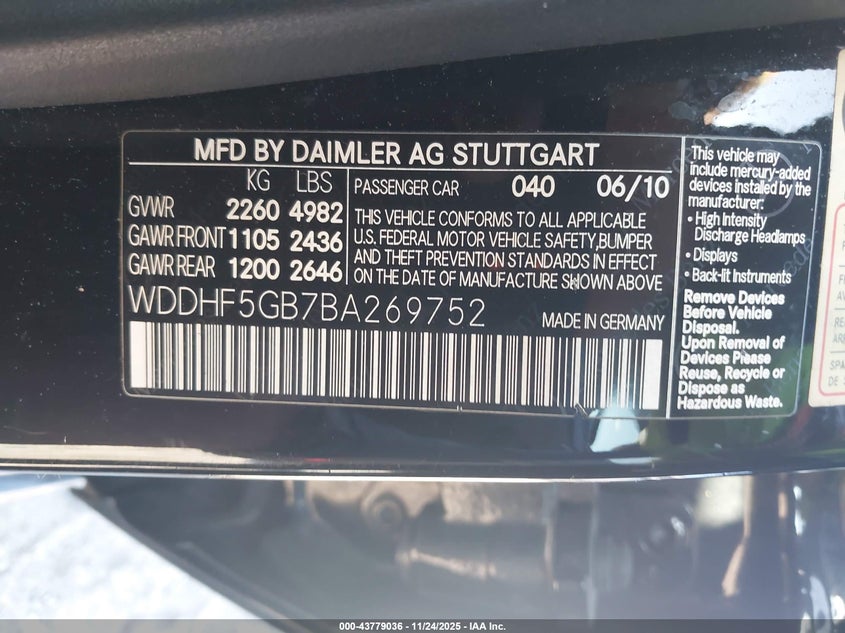 MFD BY DAIMLER AG STUTTGART
KG LBS
GVWR 2260 4982
GAWR FRONT 1105 2436
GAWR REAR 1200 2646
PASSENGER CAR 040 06/10
THIS VEHICLE CONFORMS TO ALL APPLICABLE
U.S. FEDERAL MOTOR VEHICLE SAFETY,BUMPER
AND THEFT PREVENTION STANDARDS IN EFFECT
ON THE DATE OF MANUFACTURE SHOWN ABOVE
WDDHF5GB7BA269752
MADE IN GERMANY
This vehicle may
include mercury-added
devices installed by the
manufacturer:
• High Intensity
Discharge Headlamps
• Displays
• Back-lit Instruments
Remove Devices
Before Vehicle
Disposal.
Upon Removal of
Devices Please
Reuse, Recycle or
Dispose as
Hazardous Waste.
000-43779036 - 11/24/2025 - IAA Inc.